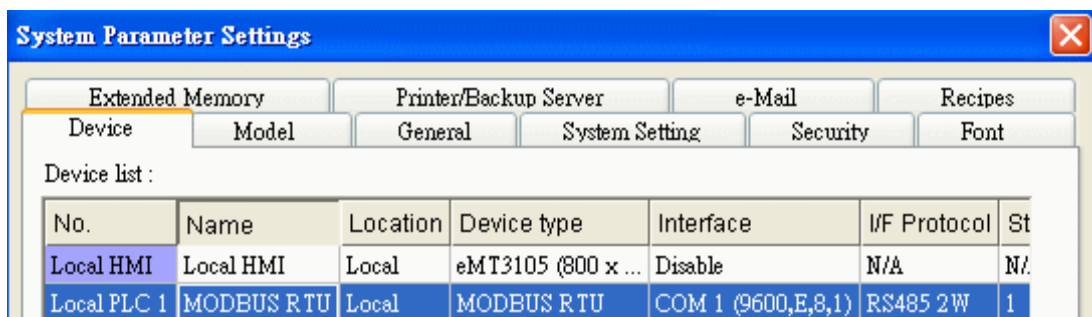 System Parameter Settings
Extended Memory Printer/Backup Server e-Mail Recipes
Device Model General System Setting Security Font
Device list :
No. Name Location Device type Interface I/F Protocol St
Local HMI Local HMI Local eMT3105 (800 x ... Disable N/A N/.
Local PLC 1 MODBUS RTU Local MODBUS RTU COM 1 (9600,E,8,1) RS485 2W 1